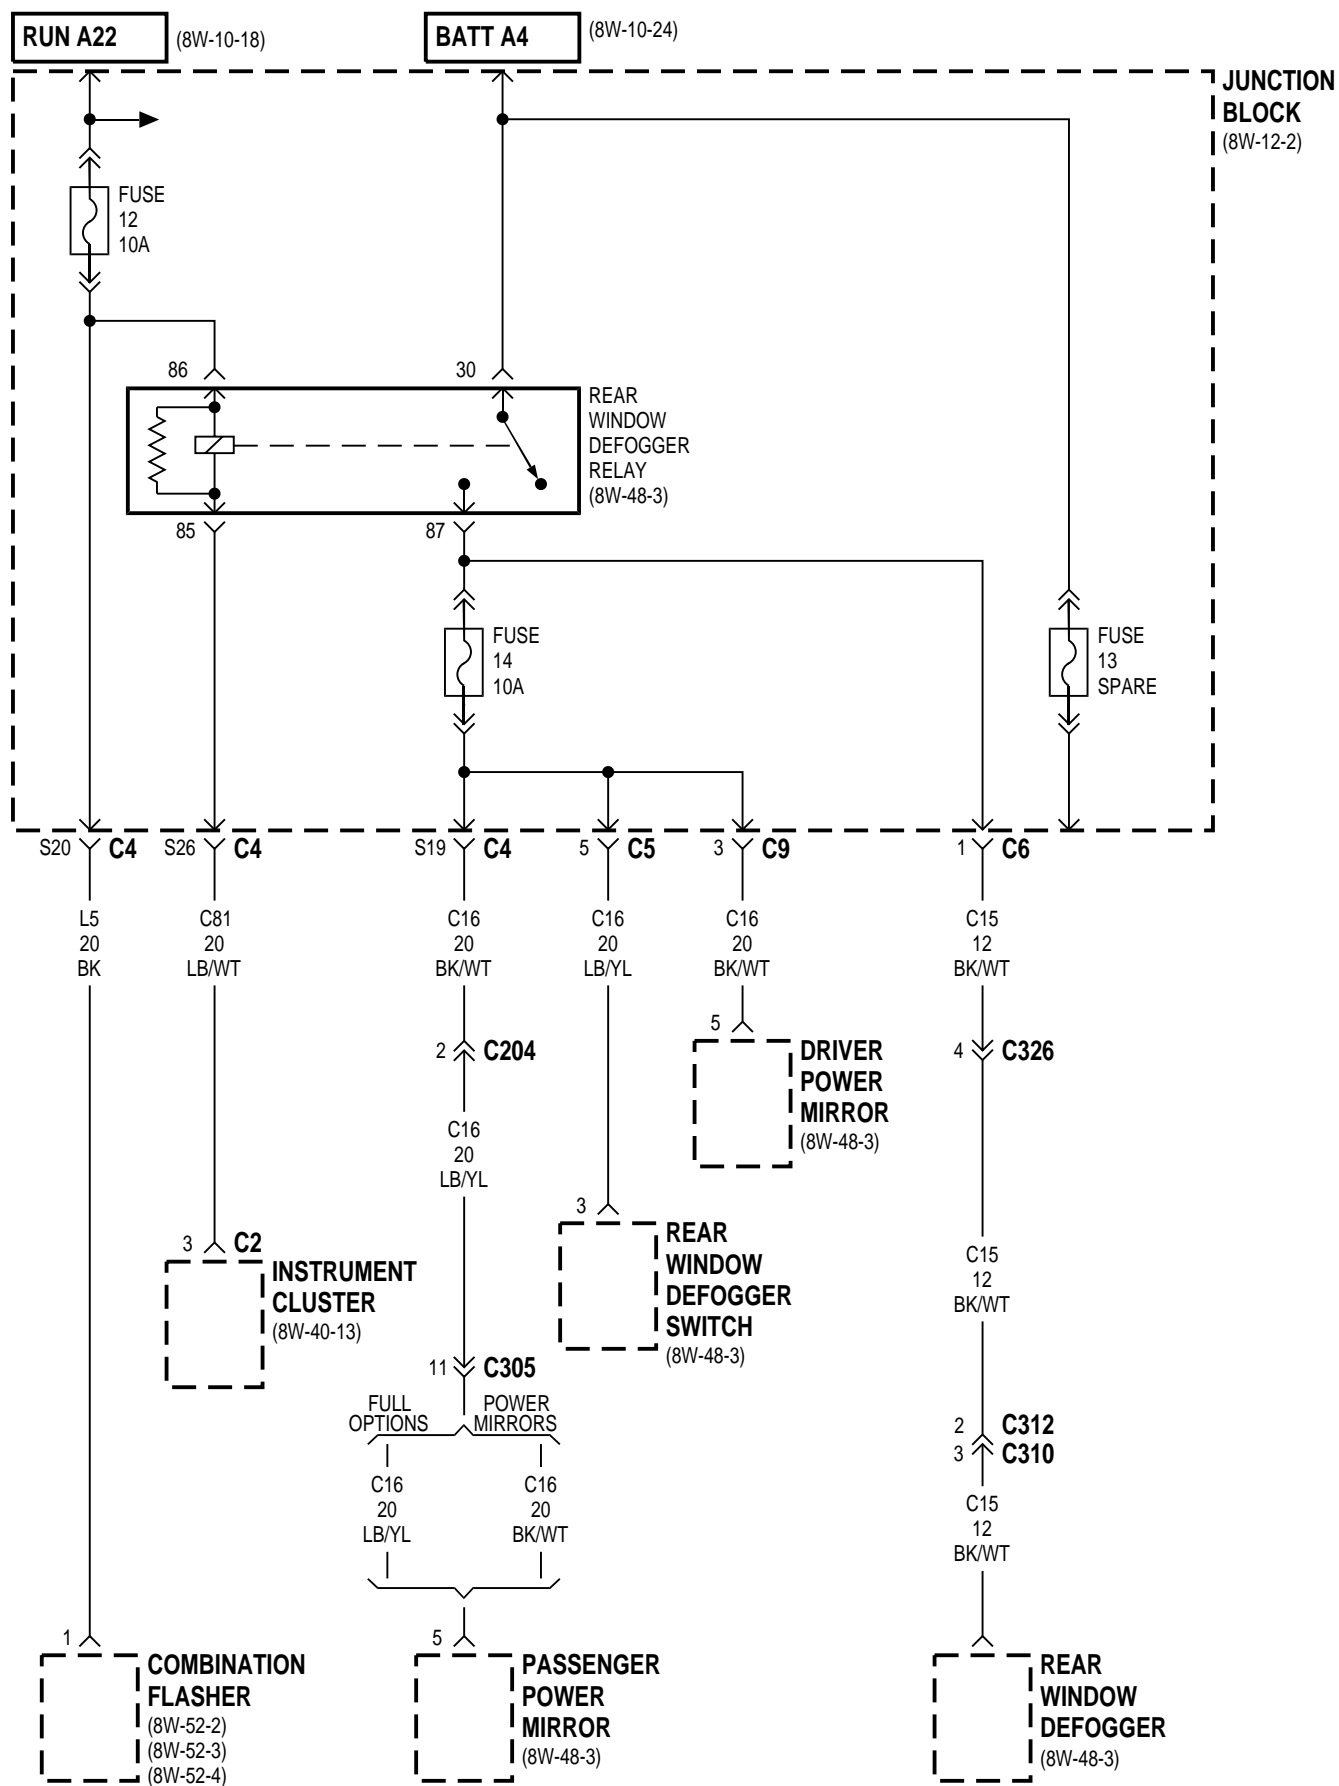 RUN A22
(8W-10-18)
BATT A4
(8W-10-24)
JUNCTION
BLOCK
(8W-12-2)
FUSE
12
10A
86
30
REAR
WINDOW
DEFOGGER
RELAY
(8W-48-3)
85
87
FUSE
14
10A
FUSE
13
SPARE
S20
C4
S26
C4
S19
C4
5
C5
3
C9
1
C6
L5
20
BK
C81
20
LB/WT
C16
20
BK/WT
C16
20
LB/YL
C16
20
BK/WT
C15
12
BK/WT
2
C204
5
DRIVER
POWER
MIRROR
(8W-48-3)
4
C326
C16
20
LB/YL
3
REAR
WINDOW
DEFOGGER
SWITCH
(8W-48-3)
3
C2
INSTRUMENT
CLUSTER
(8W-40-13)
C15
12
BK/WT
11
C305
FULL
OPTIONS
POWER
MIRRORS
2
C312
3
C310
C16
20
LB/YL
C16
20
BK/WT
C15
12
BK/WT
1
COMBINATION
FLASHER
(8W-52-2)
(8W-52-3)
(8W-52-4)
5
PASSENGER
POWER
MIRROR
(8W-48-3)
REAR
WINDOW
DEFOGGER
(8W-48-3)